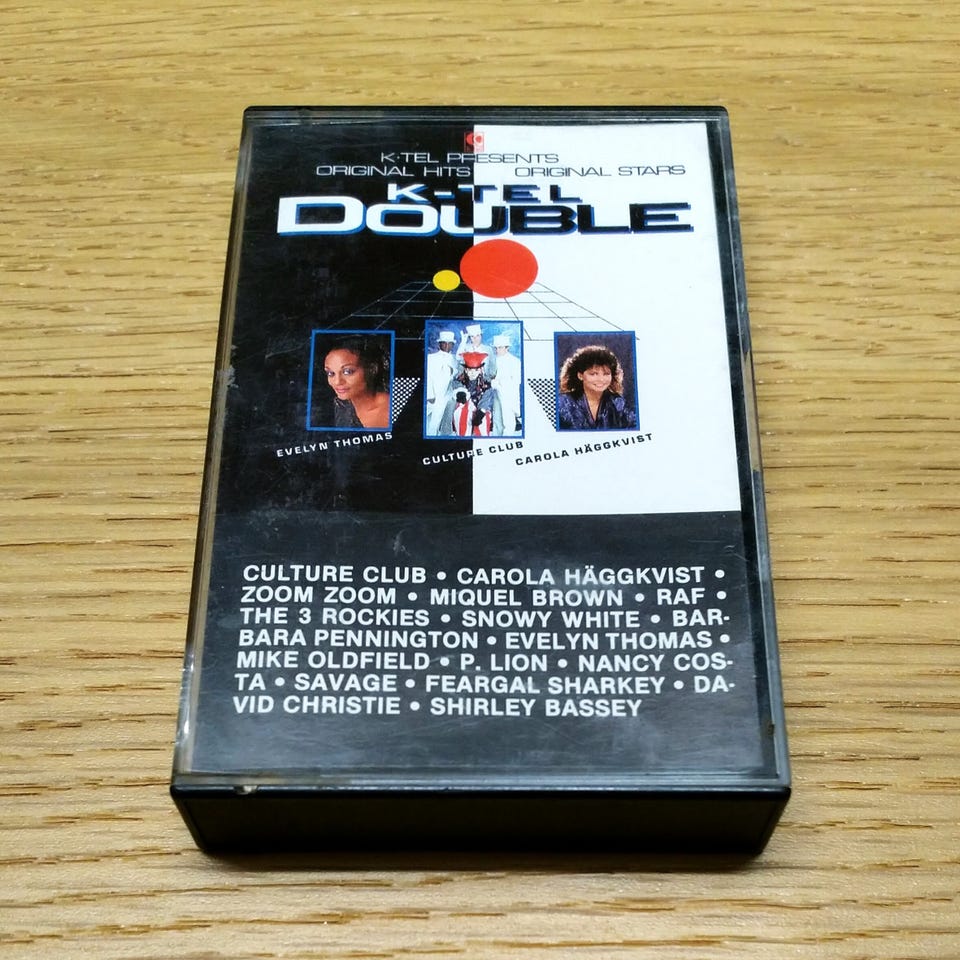 K·TEL PRESENTS
ORIGINAL HITS ORIGINAL STARS
K-TEL
DOUBLE
EVELYN THOMAS
CULTURE CLUB
CAROLA HÄGGKVIST
CULTURE CLUB • CAROLA HÄGGKVIST •
ZOOM ZOOM • MIQUEL BROWN • RAF •
THE 3 ROCKIES • SNOWY WHITE • BAR-
BARA PENNINGTON • EVELYN THOMAS •
MIKE OLDFIELD • P. LION • NANCY COS-
TA • SAVAGE • FEARGAL SHARKEY • DA-
VID CHRISTIE • SHIRLEY BASSEY